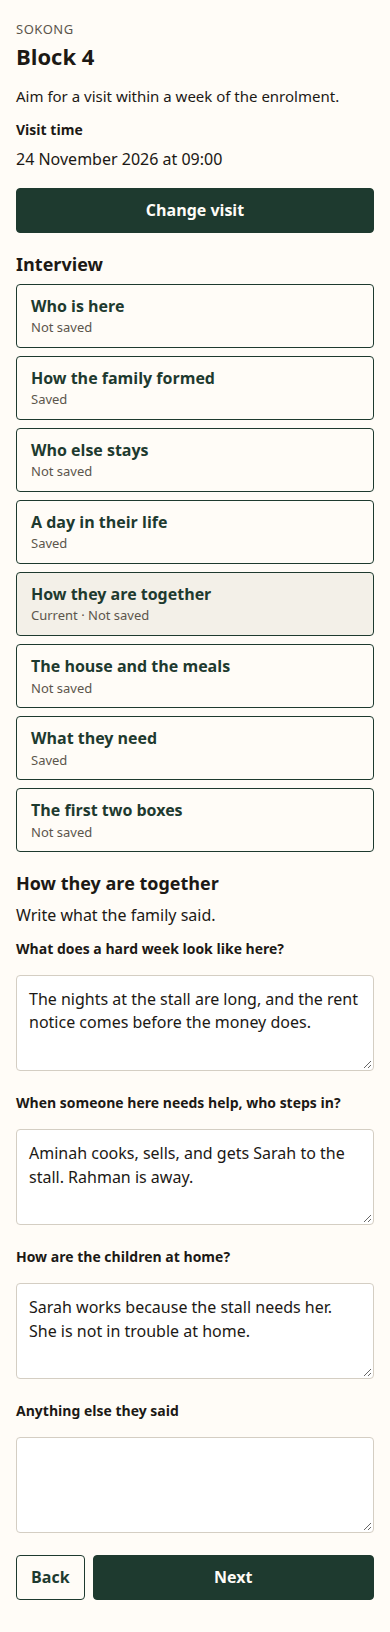 SOKONG
Block 4
Aim for a visit within a week of the enrolment.
Visit time
24 November 2026 at 09:00
Change visit
Interview
Who is here
Not saved
How the family formed
Saved
Who else stays
Not saved
A day in their life
Saved
How they are together
Current · Not saved
The house and the meals
Not saved
What they need
Saved
The first two boxes
Not saved
How they are together
Write what the family said.
What does a hard week look like here?
The nights at the stall are long, and the rent
notice comes before the money does.
When someone here needs help, who steps in?
Aminah cooks, sells, and gets Sarah to the
stall. Rahman is away.
How are the children at home?
Sarah works because the stall needs her.
She is not in trouble at home.
Anything else they said
Back
Next